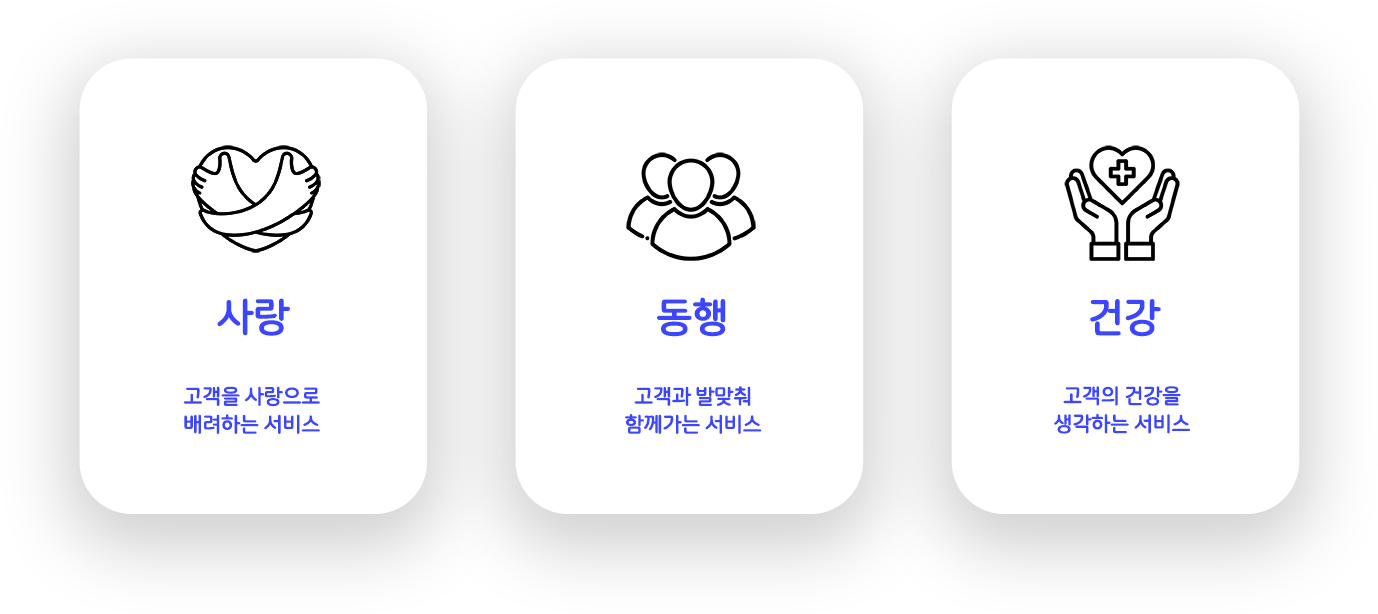 사랑
고객을 사랑으로
배려하는 서비스
동행
고객과 발맞춰
함께가는 서비스
건강
고객의 건강을
생각하는 서비스